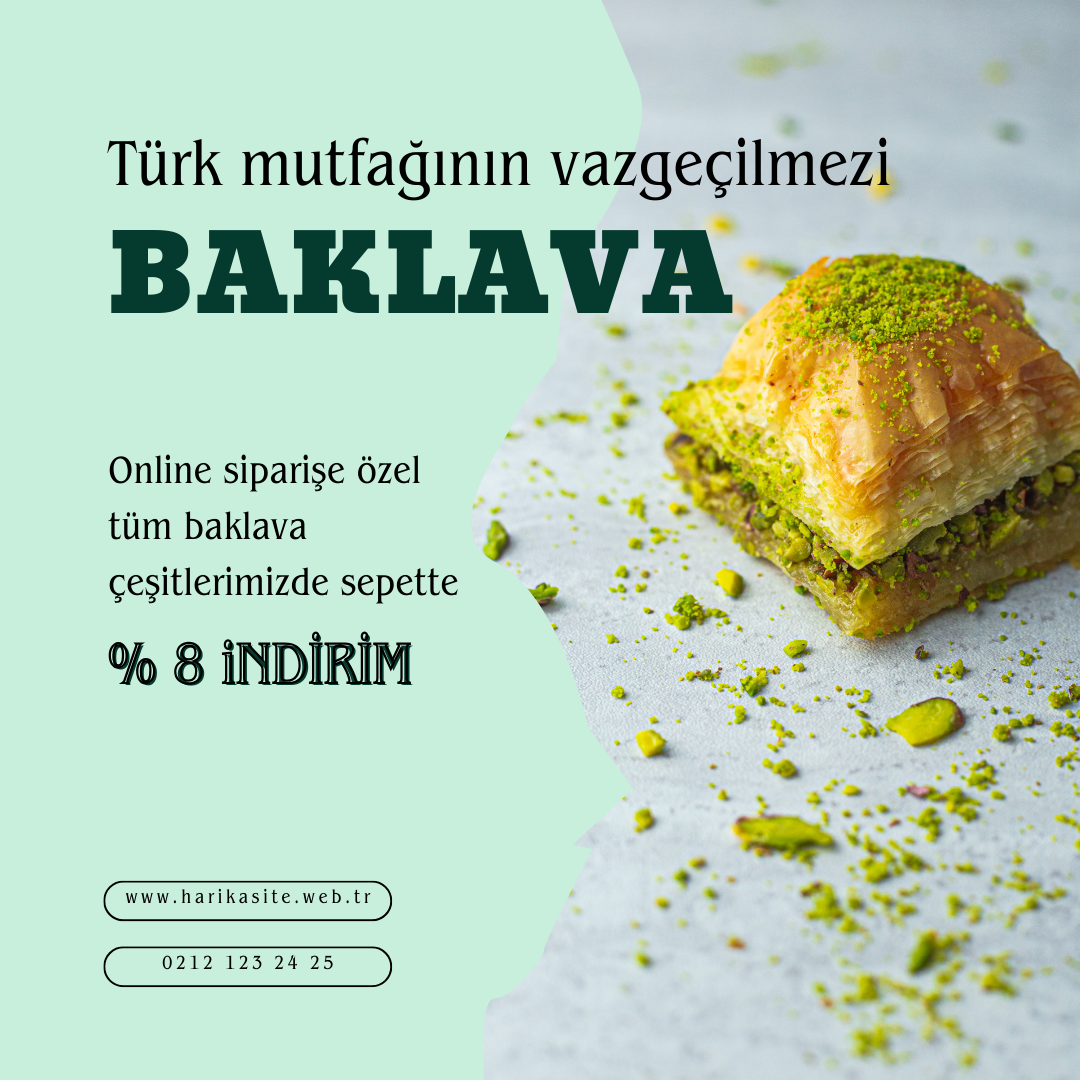 Türk mutfağının vazgeçilmezi
BAKLAVA
Online siparişe özel
tüm baklava
çeşitlerimizde sepette
% 8 iNDİRİM
www.harikasite.web.tr
0212 123 24 25